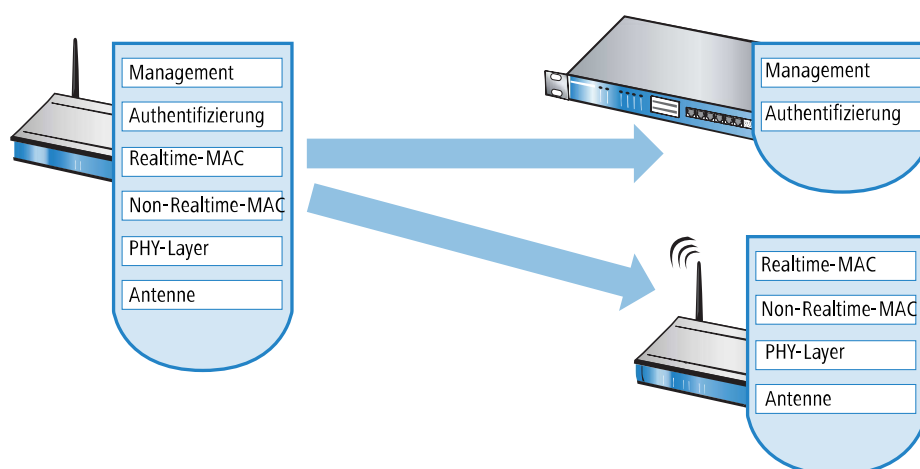 Management
Authentifizierung
Realtime-MAC
Non-Realtime-MAC
PHY-Layer
Antenne
Management
Authentifizierung
Realtime-MAC
Non-Realtime-MAC
PHY-Layer
Antenne